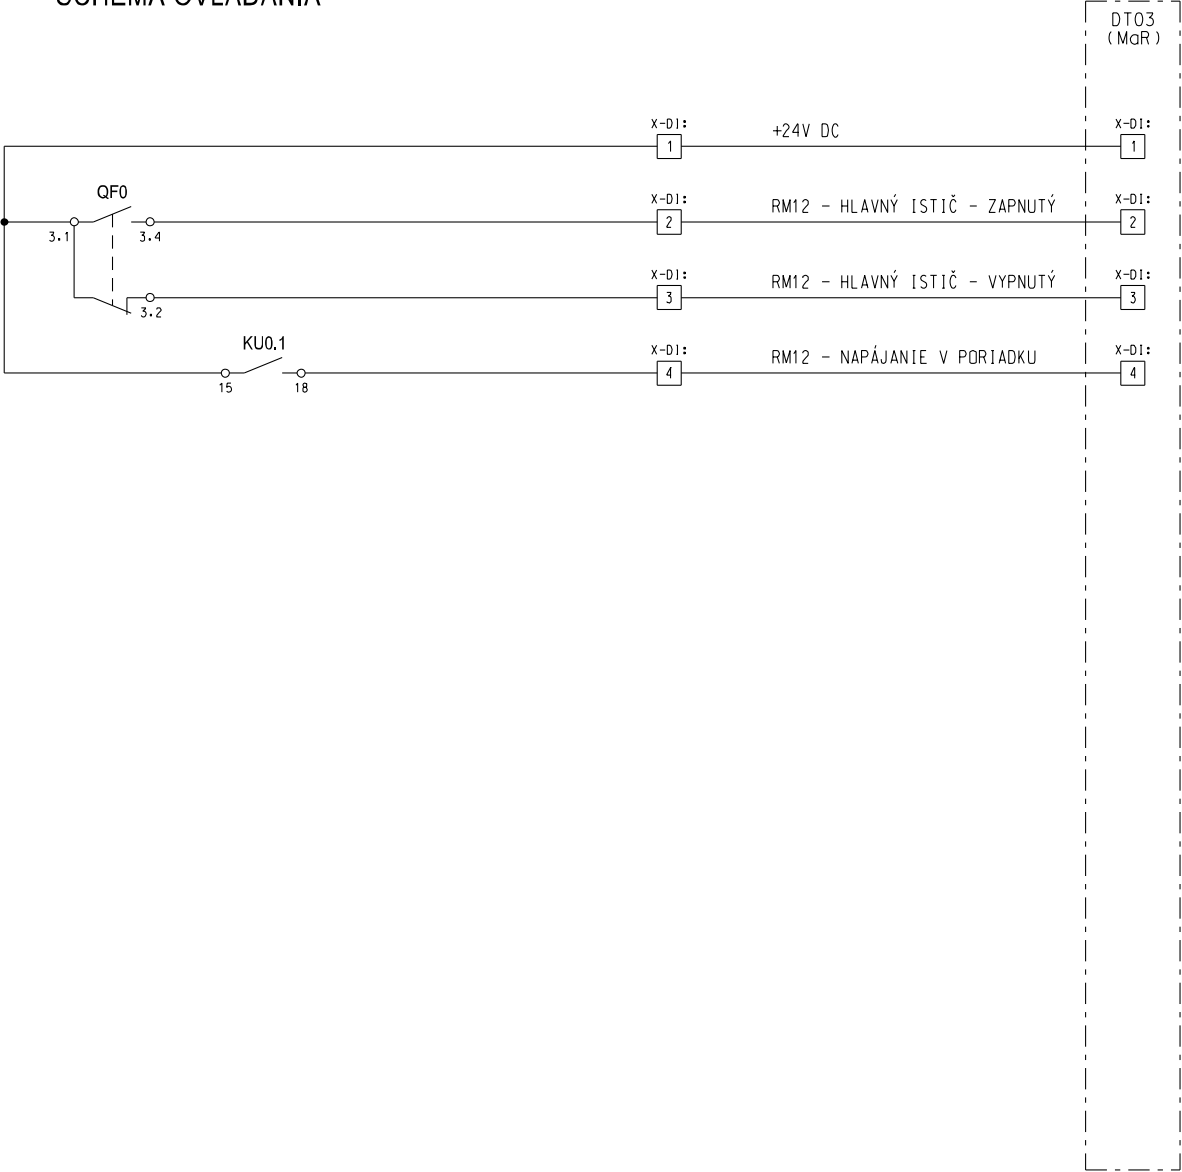 SCHÉMA OVLÁDANIA
DT03
(MaR)
X-DI:
+24V DC
X-DI:
1
1
QF0
X-DI:
RM12 - HLAVNÝ ISTIČ - ZAPNUTÝ
X-DI:
3.1
3.4
2
2
X-DI:
RM12 - HLAVNÝ ISTIČ - VYPNUTÝ
X-DI:
3.2
3
3
KU0.1
X-DI:
RM12 - NAPÁJANIE V PORIADKU
X-DI:
15
18
4
4